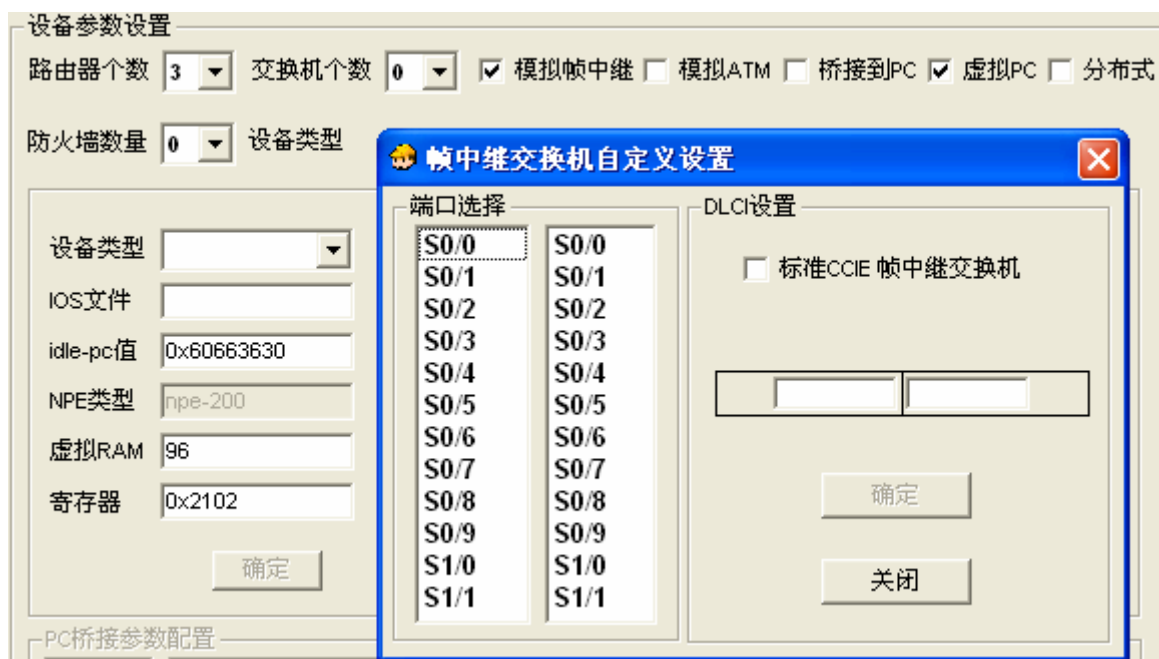 设备参数设置
路由器个数 3 交换机个数 0 模拟帧中继 模拟ATM 桥接到PC 虚拟PC 分布式
防火墙数量 0 设备类型
设备类型
IOS文件
idle-pc值 0x60663630
NPE类型 npe-200
虚拟RAM 96
寄存器 0x2102
确定
PC桥接参数配置
帧中继交换机自定义设置
端口选择
S0/0 S0/0
S0/1 S0/1
S0/2 S0/2
S0/3 S0/3
S0/4 S0/4
S0/5 S0/5
S0/6 S0/6
S0/7 S0/7
S0/8 S0/8
S0/9 S0/9
S1/0 S1/0
S1/1 S1/1
DLCI设置
标准CCIE 帧中继交换机
确定
关闭